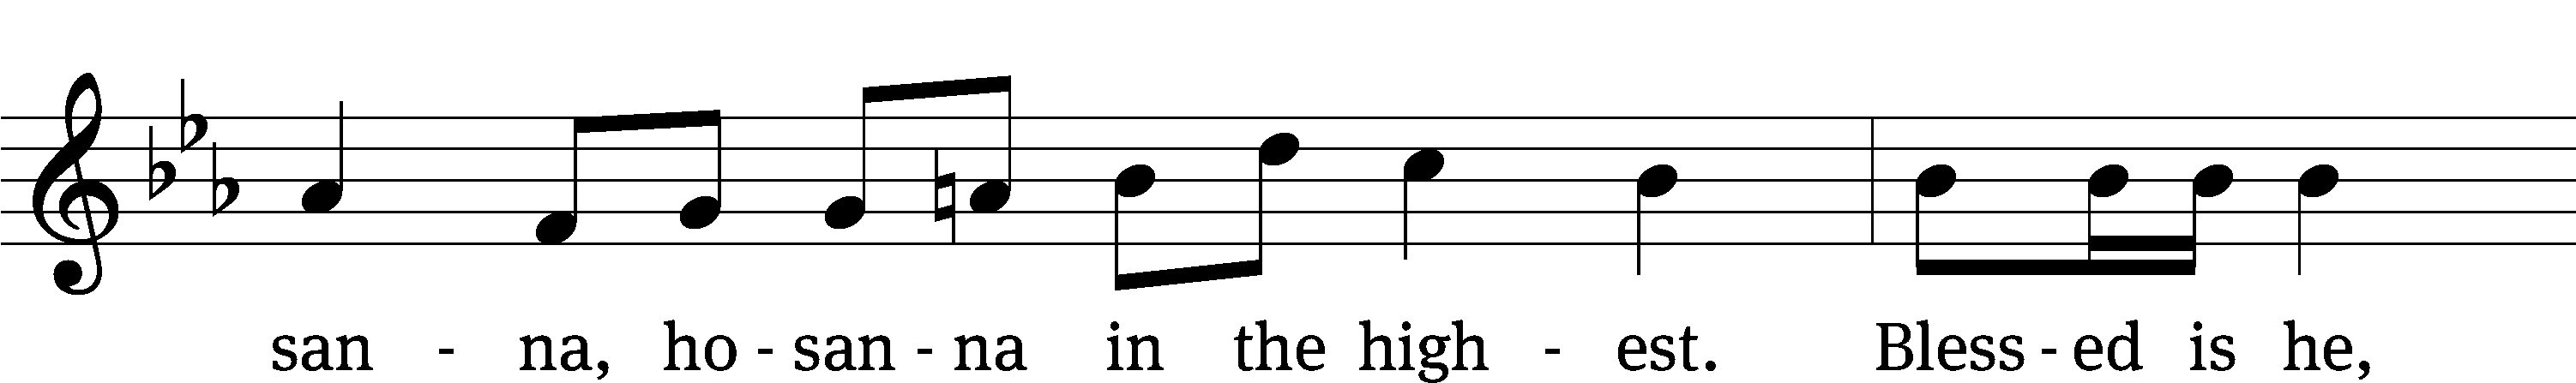 san - na, ho - san - na in the high - est. Bless - ed is he,